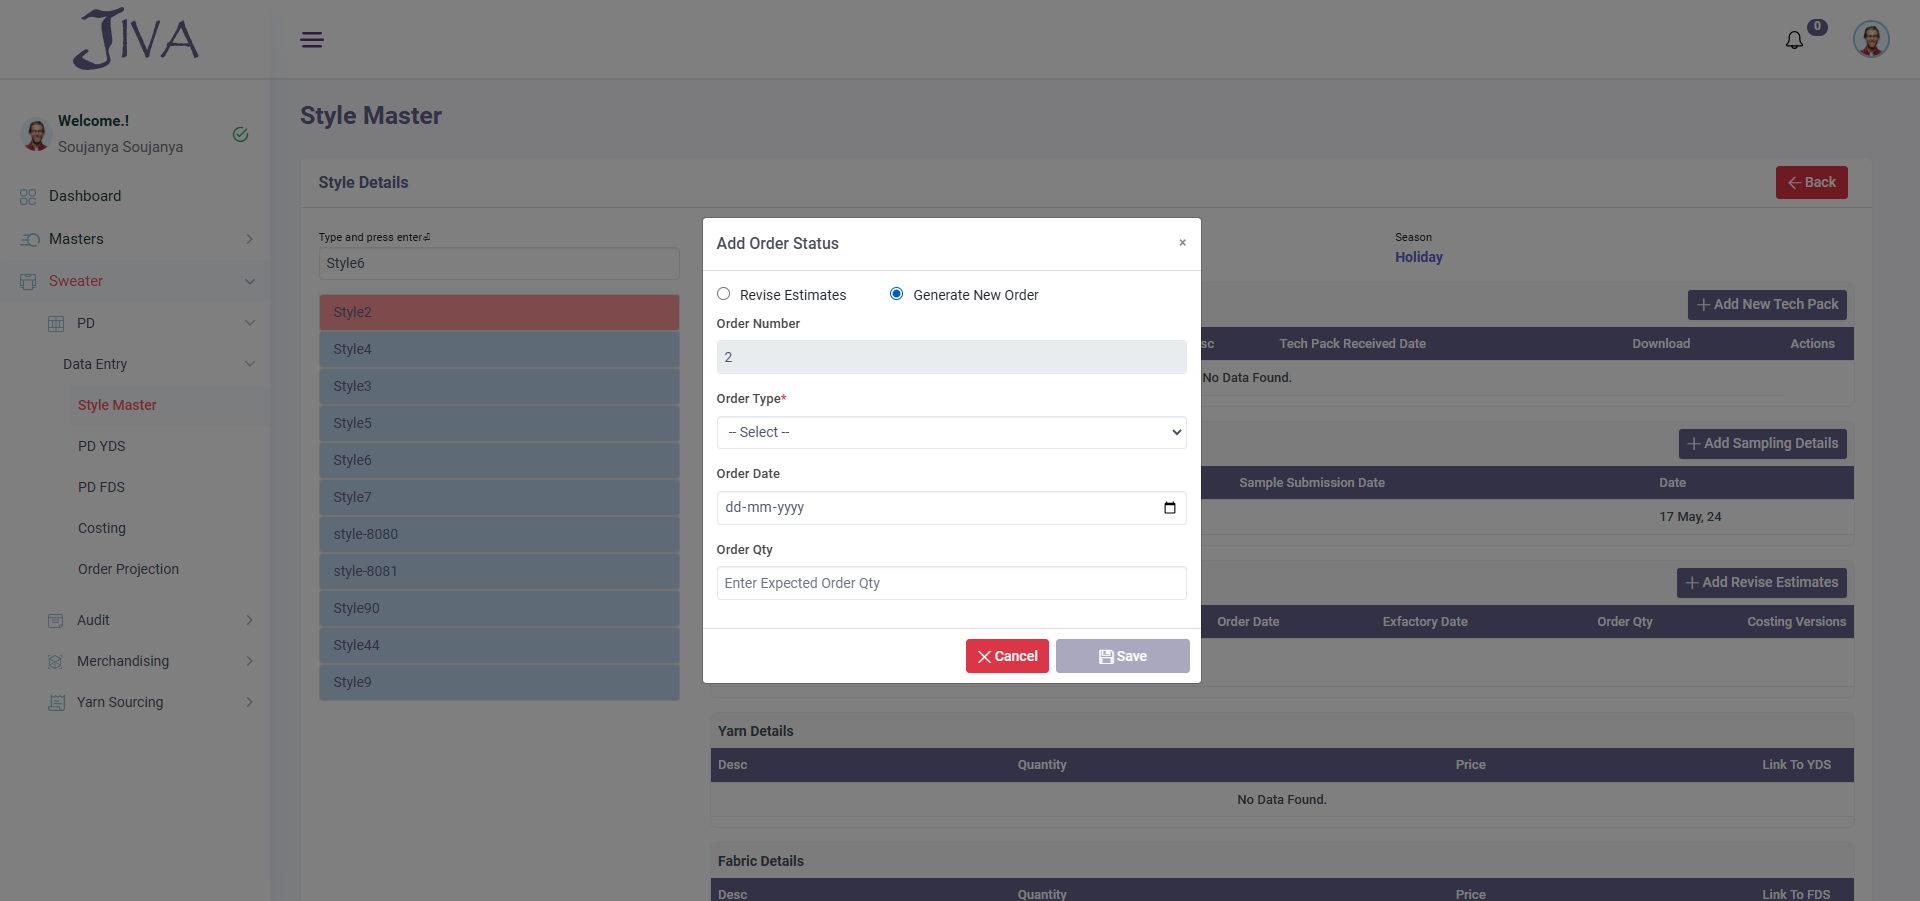 JIVA
0
Welcome.!
Soujanya Soujanya
Dashboard
Masters
Sweater
PD
Data Entry
Style Master
PD YDS
PD FDS
Costing
Order Projection
Audit
Merchandising
Yarn Sourcing
Style Master
Style Details
Back
Type and press enter⏎
Style6
Style2
Style4
Style3
Style5
Style6
Style7
style-8080
style-8081
Style90
Style44
Style9
Season
Holiday
Add Order Status
×
Revise Estimates
Generate New Order
Order Number
2
Order Type*
-- Select --
Order Date
dd-mm-yyyy
Order Qty
Enter Expected Order Qty
Cancel
Save
Add New Tech Pack
sc Tech Pack Received Date Download Actions
No Data Found.
Add Sampling Details
Sample Submission Date Date
17 May, 24
Add Revise Estimates
Order Date Exfactory Date Order Qty Costing Versions
Yarn Details
Desc Quantity Price Link To YDS
No Data Found.
Fabric Details
Desc Quantity Price Link To FDS